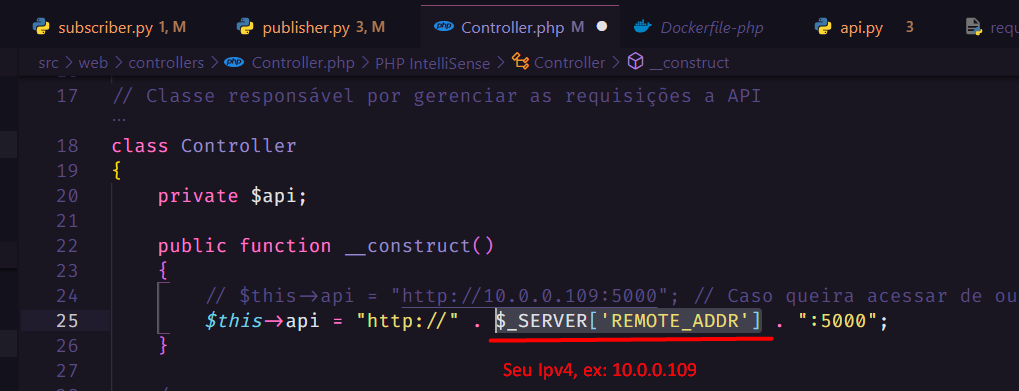 subscriber.py 1, M publisher.py 3, M Controller.php M Dockerfile-php api.py 3
src > web > controllers > Controller.php > PHP IntelliSense > Controller > __construct
17 // Classe responsável por gerenciar as requisições a API
...
18 class Controller
19 {
20 private $api;
21
22 public function __construct()
23 {
24 // $this->api = "http://10.0.0.109:5000"; // Caso queira acessar de ou
25 $this->api = "http://" . $_SERVER['REMOTE_ADDR'] . ":5000";
26 }
27
Seu Ipv4, ex: 10.0.0.109